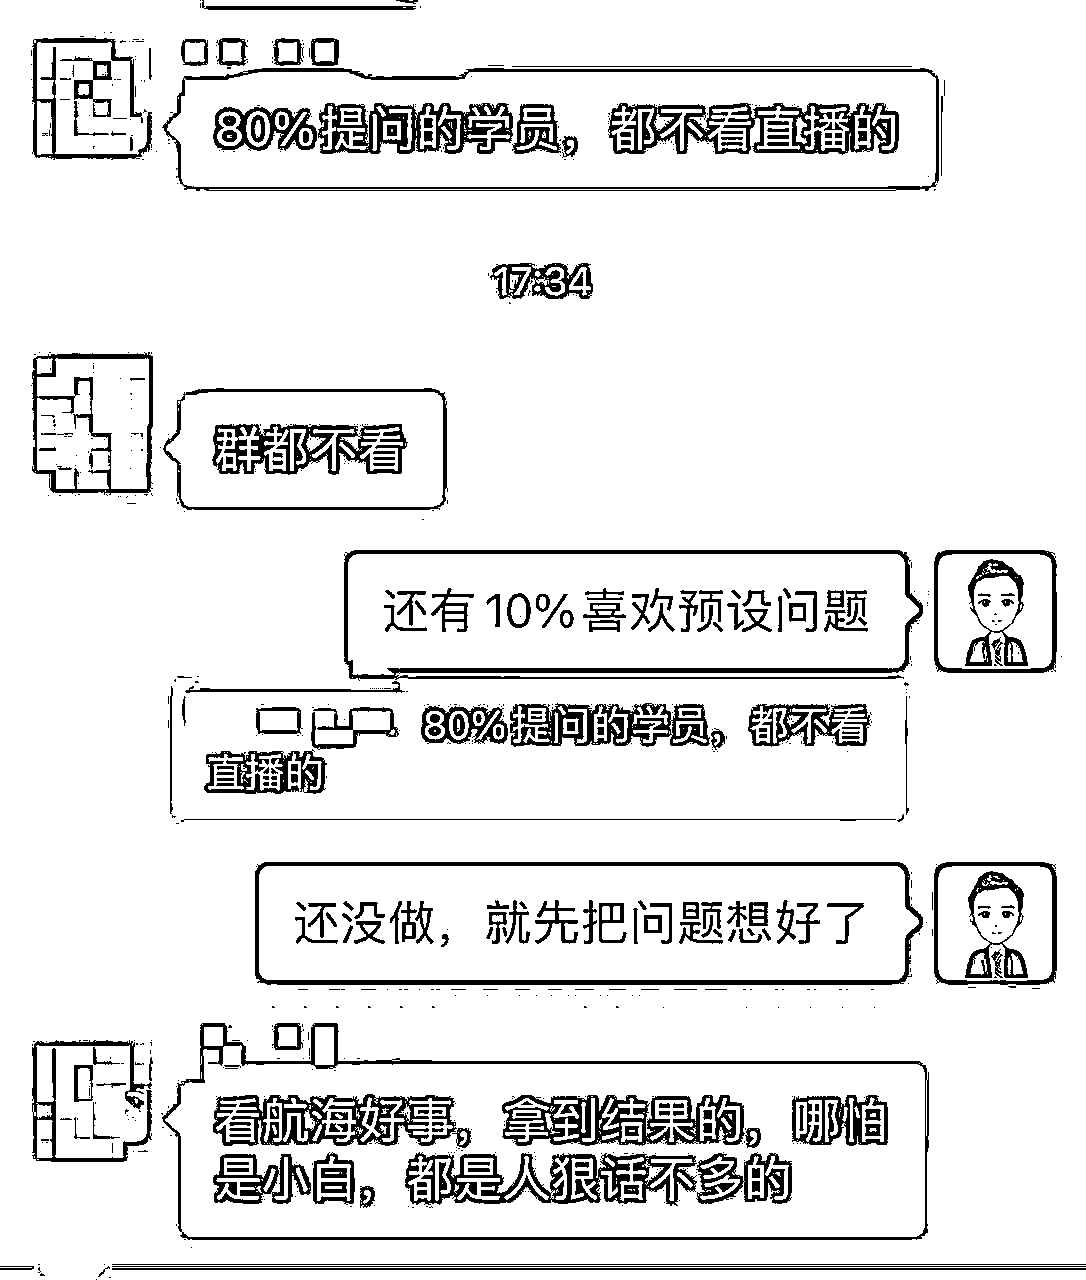 80%提问的学员，都不看直播的
17:34
群都不看
还有10%喜欢预设问题
80%提问的学员，都不看
直播的
还没做，就先把问题想好了
看航海好事，拿到结果的，哪怕
是小白，都是人狠话不多的